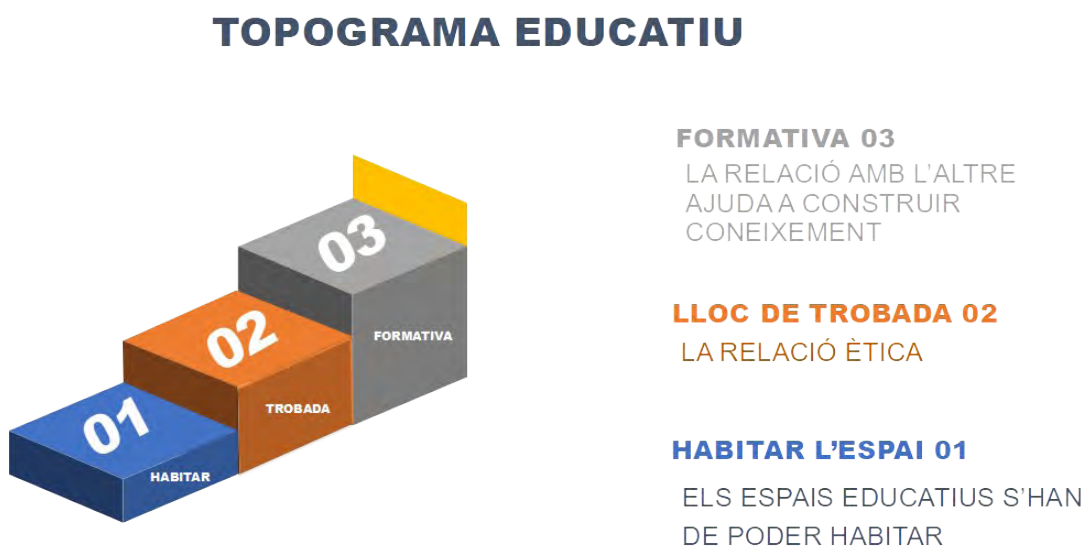 TOPOGRAMA EDUCATIU
03
FORMATIVA
02
TROBADA
01
HABITAR
FORMATIVA 03
LA RELACIÓ AMB L'ALTRE
AJUDA A CONSTRUIR
CONEIXEMENT
LLOC DE TROBADA 02
LA RELACIÓ ÈTICA
HABITAR L'ESPAI 01
ELS ESPAIS EDUCATIUS S'HAN
DE PODER HABITAR